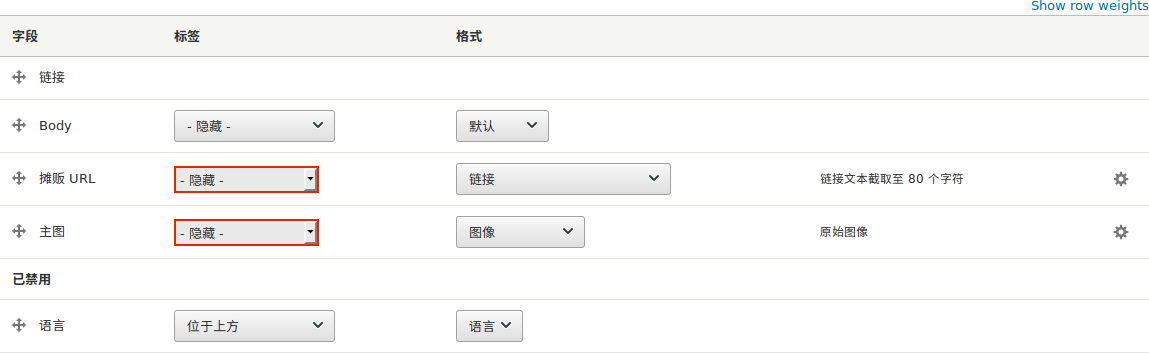 Show row weights
字段 标签 格式
链接
Body - 隐藏 - 默认
摊贩 URL - 隐藏 - 链接 链接文本截取至 80 个字符
主图 - 隐藏 - 图像 原始图像
已禁用
语言 位于上方 语言